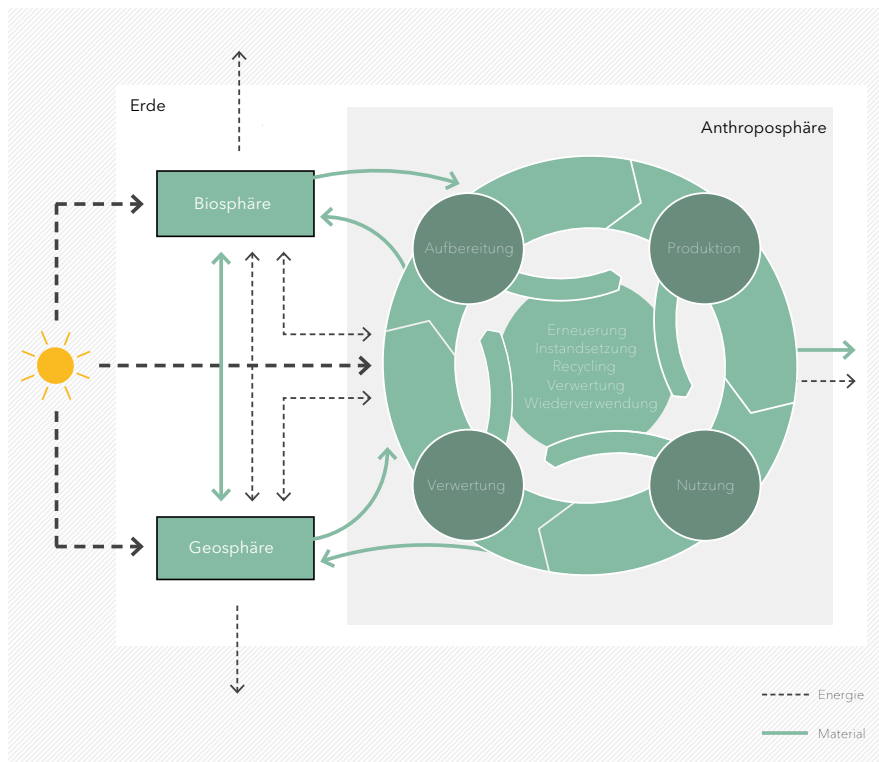 Erde
Anthroposphäre
Biosphäre
Aufbereitung
Produktion
Erneuerung
Instandsetzung
Recycling
Verwertung
Wiederverwendung
Verwertung
Nutzung
Geosphäre
Energie
Material